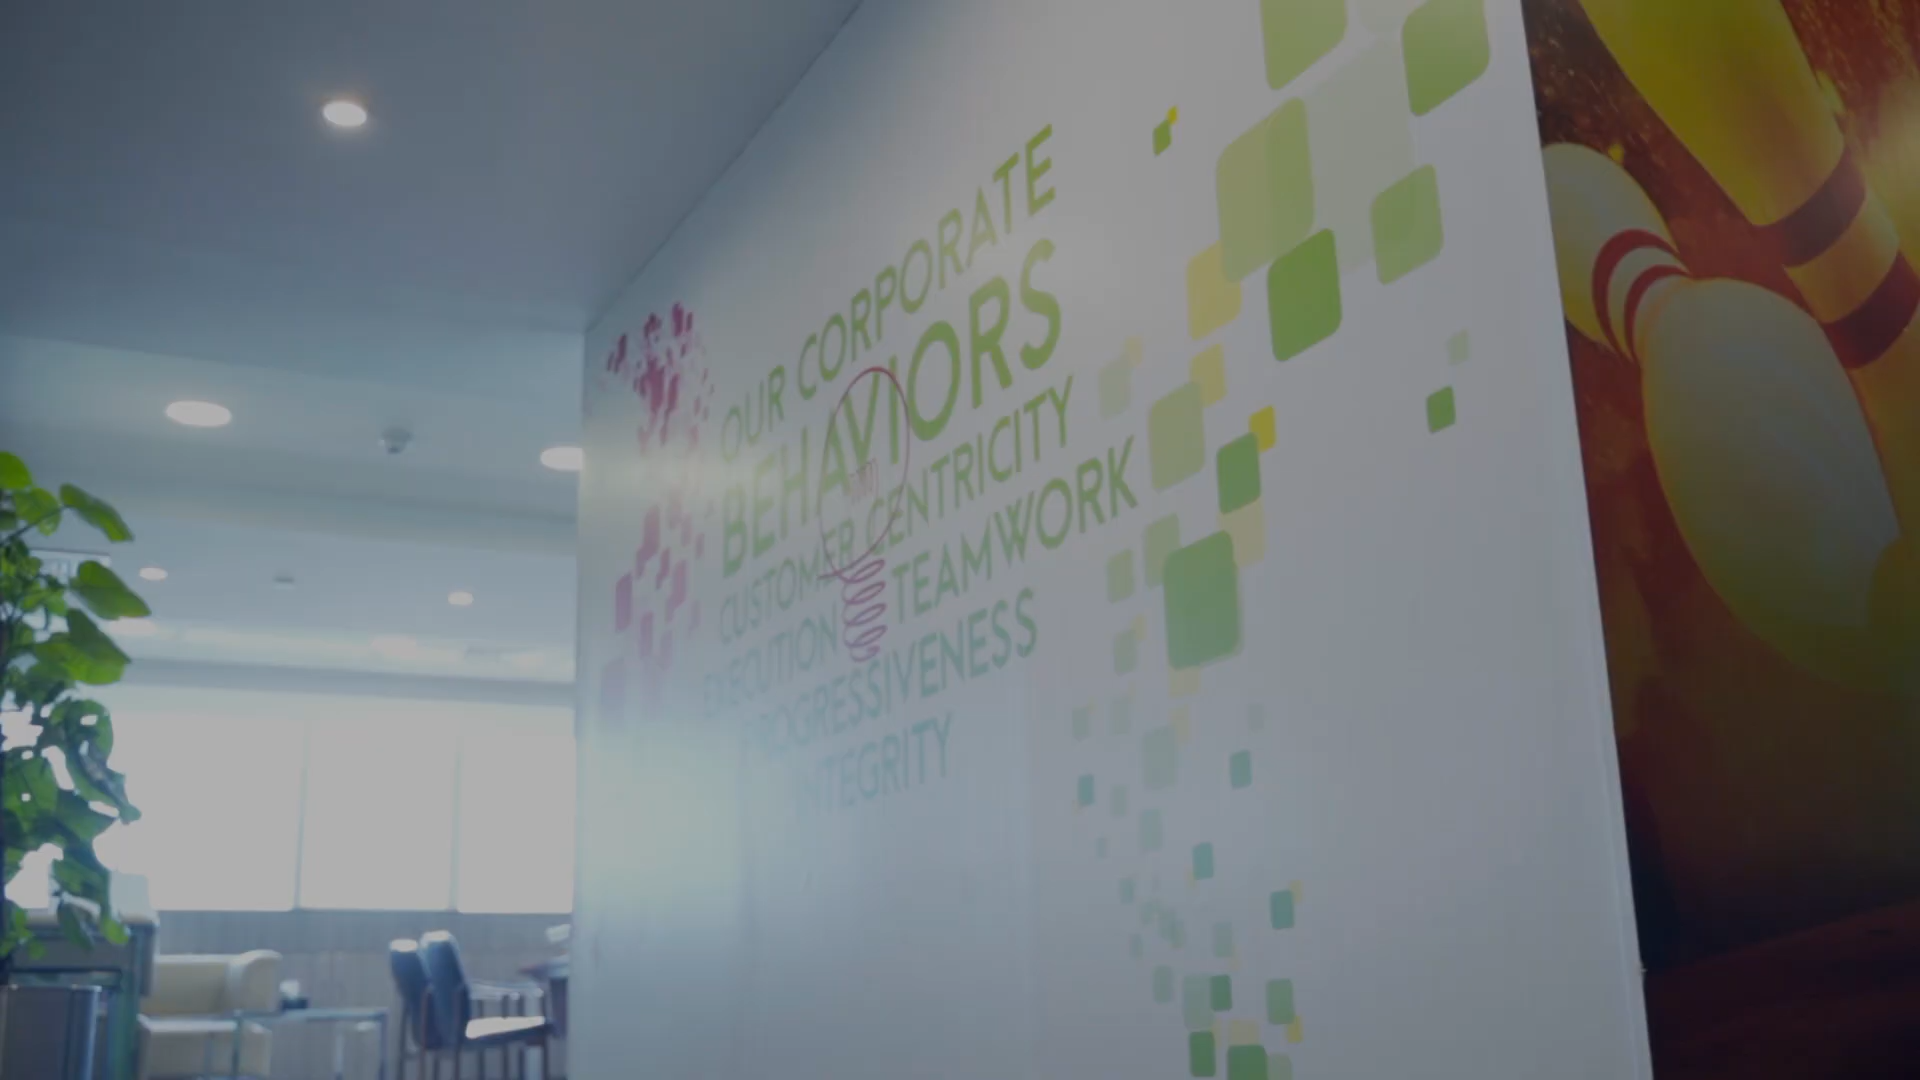 OUR CORPORATE
BEHAVIORS
CUSTOMER CENTRICITY
EXECUTION TEAMWORK
PROGRESSIVENESS
INTEGRITY